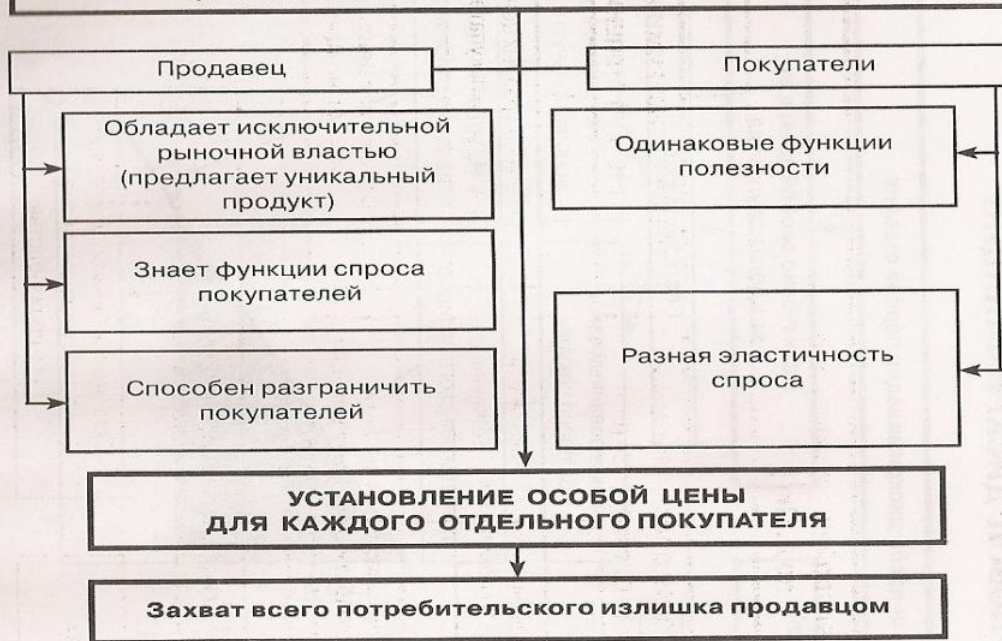 Продавец
Покупатели
Обладает исключительной
рыночной властью
(предлагает уникальный
продукт)
Одинаковые функции
полезности
Знает функции спроса
покупателей
Разная эластичность
спроса
Способен разграничить
покупателей
УСТАНОВЛЕНИЕ ОСОБОЙ ЦЕНЫ
ДЛЯ КАЖДОГО ОТДЕЛЬНОГО ПОКУПАТЕЛЯ
Захват всего потребительского излишка продавцом